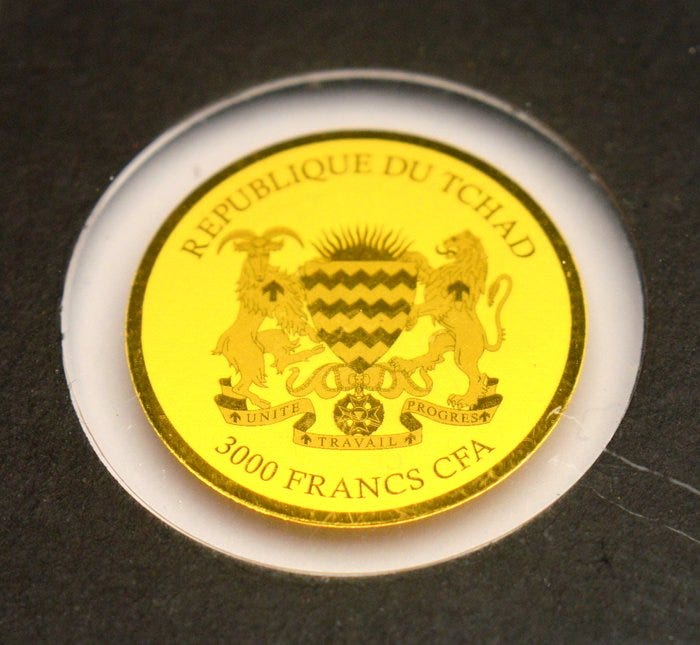 REPUBLIQUE DU TCHAD
UNITE
TRAVAIL
PROGRES
3000 FRANCS CFA